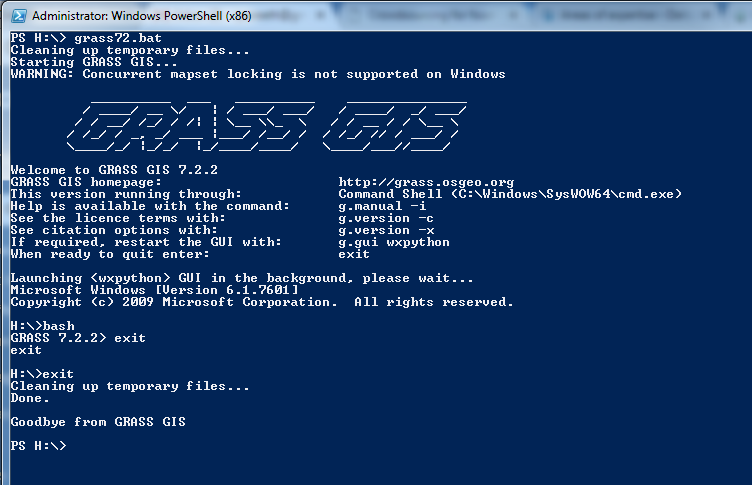 Administrator: Windows PowerShell (x86)
PS H:\> grass72.bat
Cleaning up temporary files...
Starting GRASS GIS...
WARNING: Concurrent mapset locking is not supported on Windows
GRASS GIS
Welcome to GRASS GIS 7.2.2
GRASS GIS homepage: http://grass.osgeo.org
This version running through: Command Shell (C:\Windows\SysWOW64\cmd.exe)
Help is available with the command: g.manual -i
See the licence terms with: g.version -c
See citation options with: g.version -x
If required, restart the GUI with: g.gui wxpython
When ready to quit enter: exit
Launching <wxpython> GUI in the background, please wait...
Microsoft Windows [Version 6.1.7601]
Copyright (c) 2009 Microsoft Corporation.  All rights reserved.
H:\>bash
GRASS 7.2.2> exit
exit
H:\>exit
Cleaning up temporary files...
Done.
Goodbye from GRASS GIS
PS H:\>